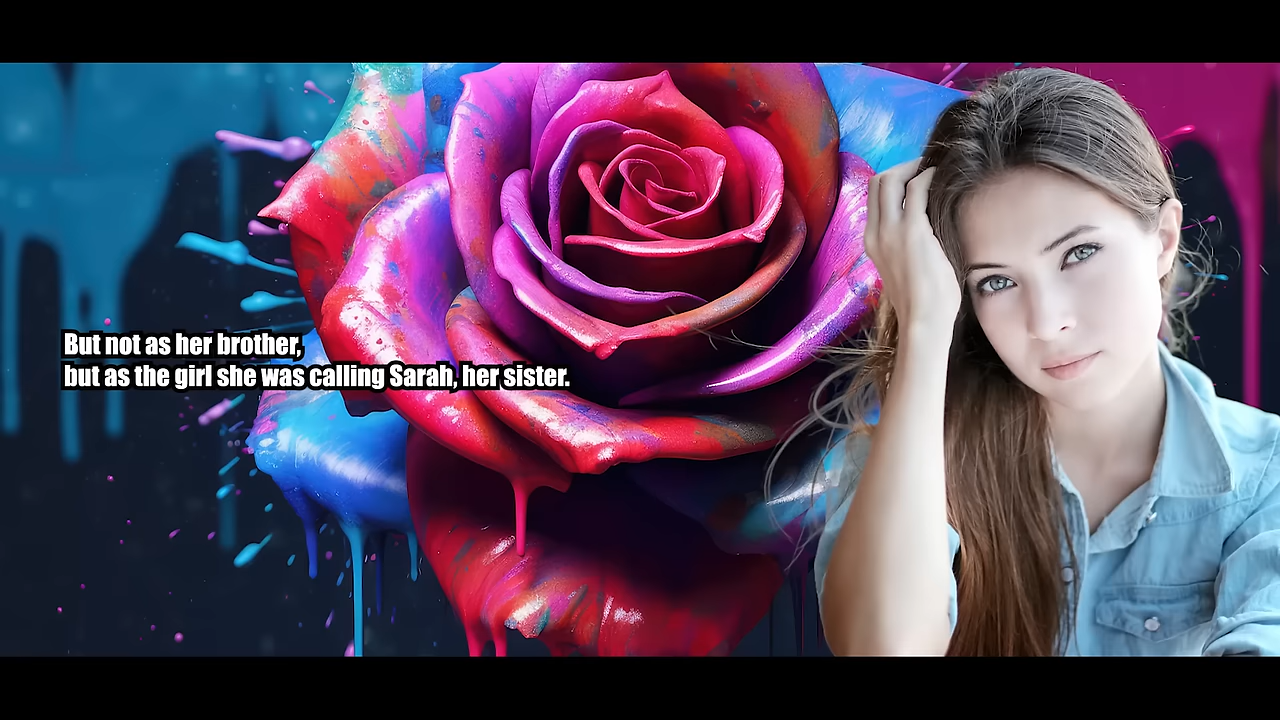 But not as her brother,
but as the girl she was calling Sarah, her sister.